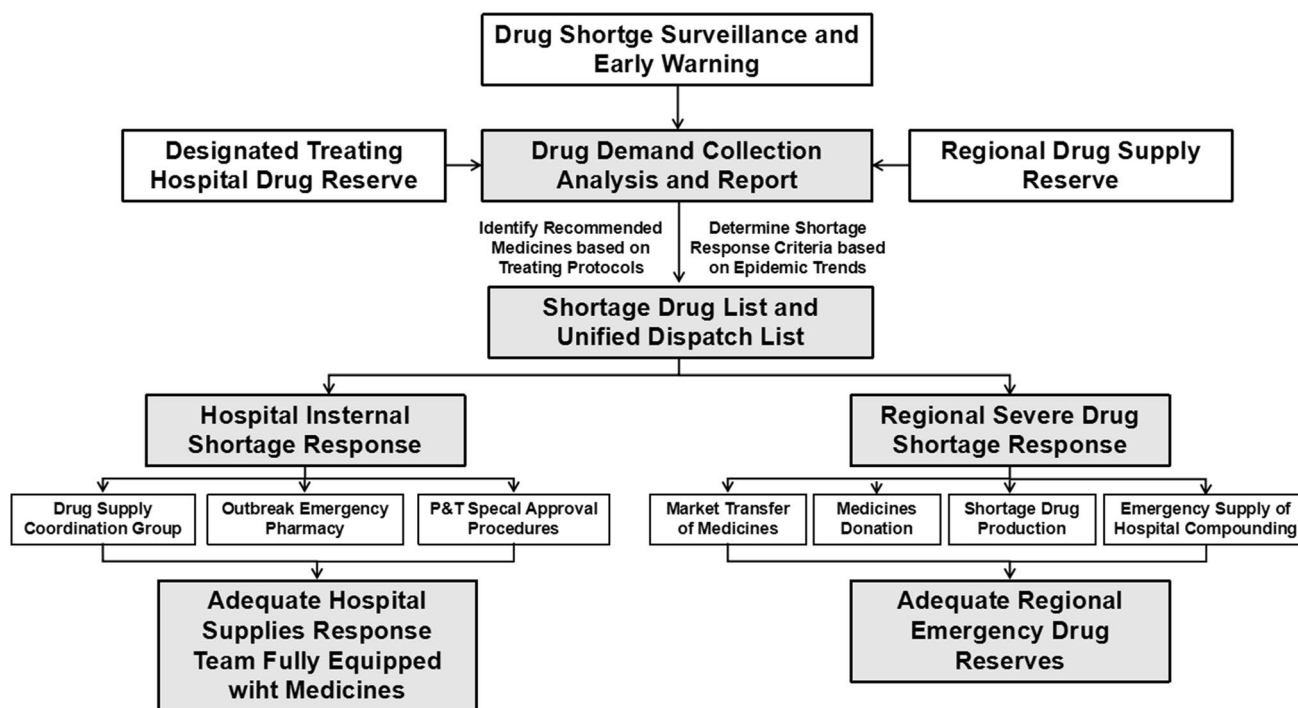 Drug Shortge Surveillance and
Early Warning
Designated Treating
Hospital Drug Reserve
Drug Demand Collection
Analysis and Report
Regional Drug Supply
Reserve
Identify Recommended
Medicines based on
Treating Protocols
Determine Shortage
Response Criteria based
on Epidemic Trends
Shortage Drug List and
Unified Dispatch List
Hospital Insternal
Shortage Response
Regional Severe Drug
Shortage Response
Drug Supply
Coordination Group
Outbreak Emergency
Pharmacy
P&T Specal Approval
Procedures
Market Transfer
of Medicines
Medicines
Donation
Shortage Drug
Production
Emergency Supply of
Hospital Compounding
Adequate Hospital
Supplies Response
Team Fully Equipped
wiht Medicines
Adequate Regional
Emergency Drug
Reserves